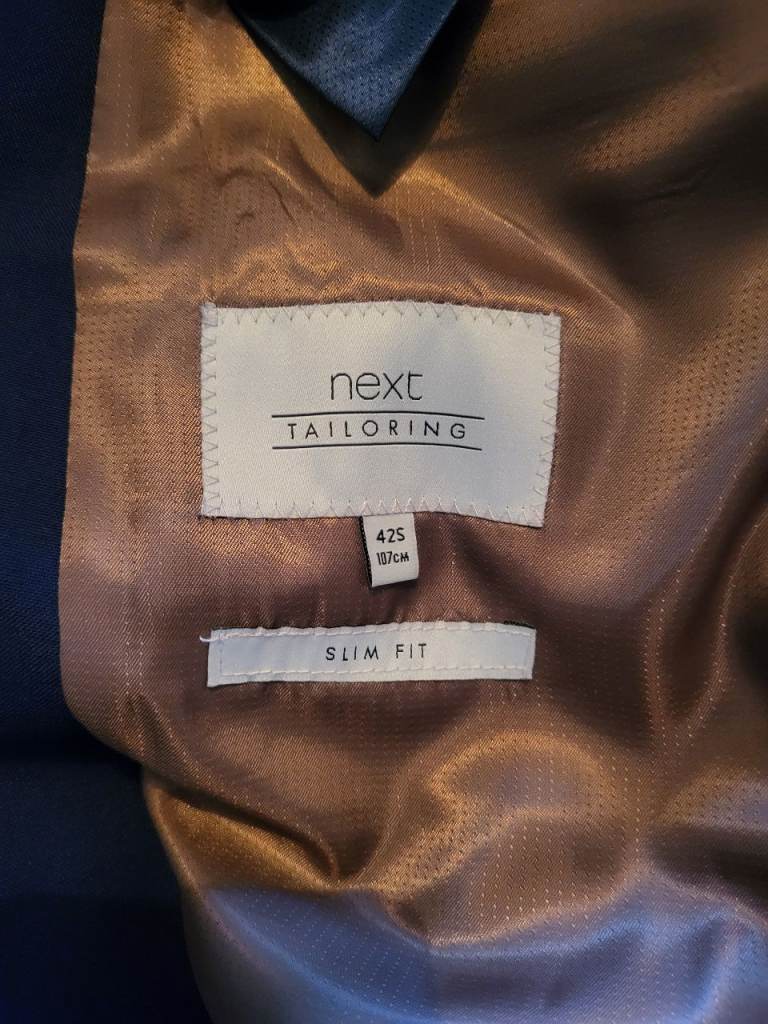 next
TAILORING
42S
107CM
SLIM FIT